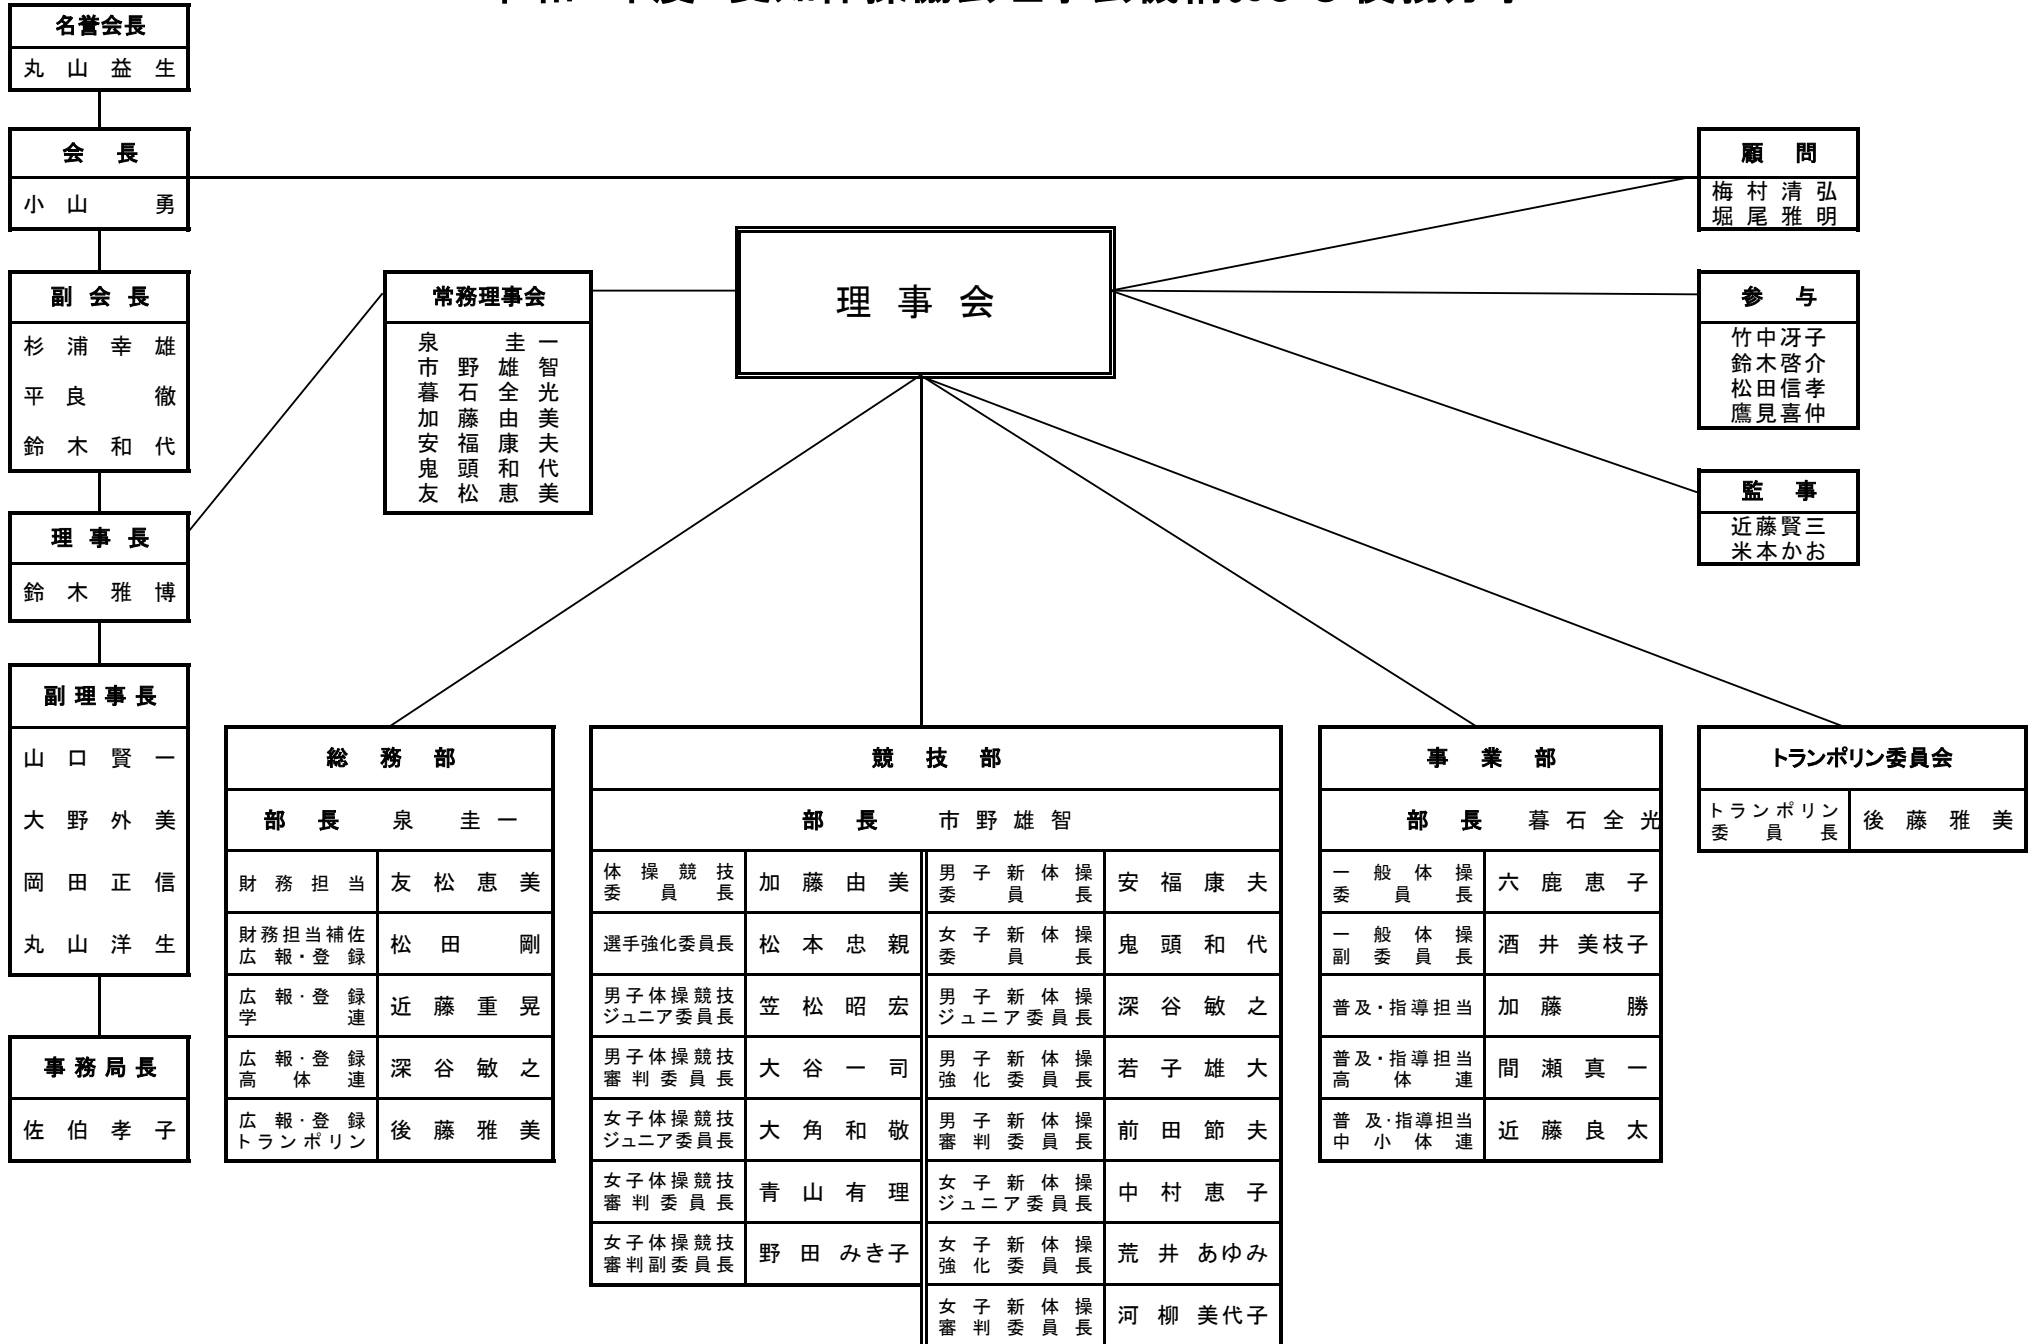 名誉会長
丸山益生
会長
小山勇
副会長
杉浦幸雄
平良徹
鈴木和代
理事長
鈴木雅博
副理事長
山口賢一
大野外美
岡田正信
丸山洋生
事務局長
佐伯孝子
常務理事会
泉圭一
市野雄智
暮石全光
加藤由美
安福康夫
鬼頭和代
友松恵美
理事会
顧問
梅村清弘
堀尾雅明
参与
竹中冴子
鈴木啓介
松田信孝
鷹見喜仲
監事
近藤賢三
米本かお
総務部
部長 泉圭一
財務担当 友松恵美
財務担当補佐
広報・登録
松田剛
広報・登録
学連
近藤重晃
広報・登録
高体連
深谷敏之
広報・登録
トランポリン
後藤雅美
競技部
部長 市野雄智
体操競技
委員長
加藤由美
選手強化委員長 松本忠親
男子体操競技
ジュニア委員長
笠松昭宏
男子体操競技
審判委員長
大谷一司
女子体操競技
ジュニア委員長
大角和敬
女子体操競技
審判委員長
青山有理
女子体操競技
審判副委員長
野田みき子
男子新体操
委員長
安福康夫
女子新体操
委員長
鬼頭和代
男子新体操
ジュニア委員長
深谷敏之
男子新体操
強化委員長
若子雄大
男子新体操
審判委員長
前田節夫
女子新体操
ジュニア委員長
中村恵子
女子新体操
強化委員長
荒井あゆみ
女子新体操
審判委員長
河柳美代子
事業部
部長 暮石全光
一般体操
委員長
六鹿恵子
一般体操
副委員長
酒井美枝子
普及・指導担当 加藤勝
普及・指導担当
高体連
間瀬真一
普及・指導担当
中小体連
近藤良太
トランポリン委員会
トランポリン
委員長
後藤雅美